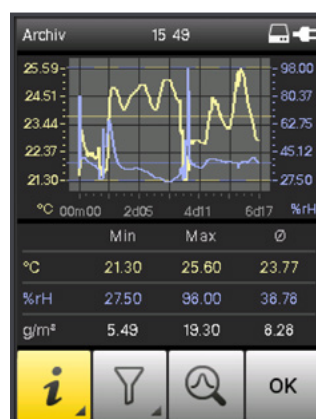 Archiv 15 49
25.59 98.00
24.51 80.37
23.44 62.75
22.37 45.12
21.30 27.50
°C 00m00 2d05 4d11 6d17 %rH
Min Max Ø
°C 21.30 25.60 23.77
%rH 27.50 98.00 38.78
g/m³ 5.49 19.30 8.28
i OK